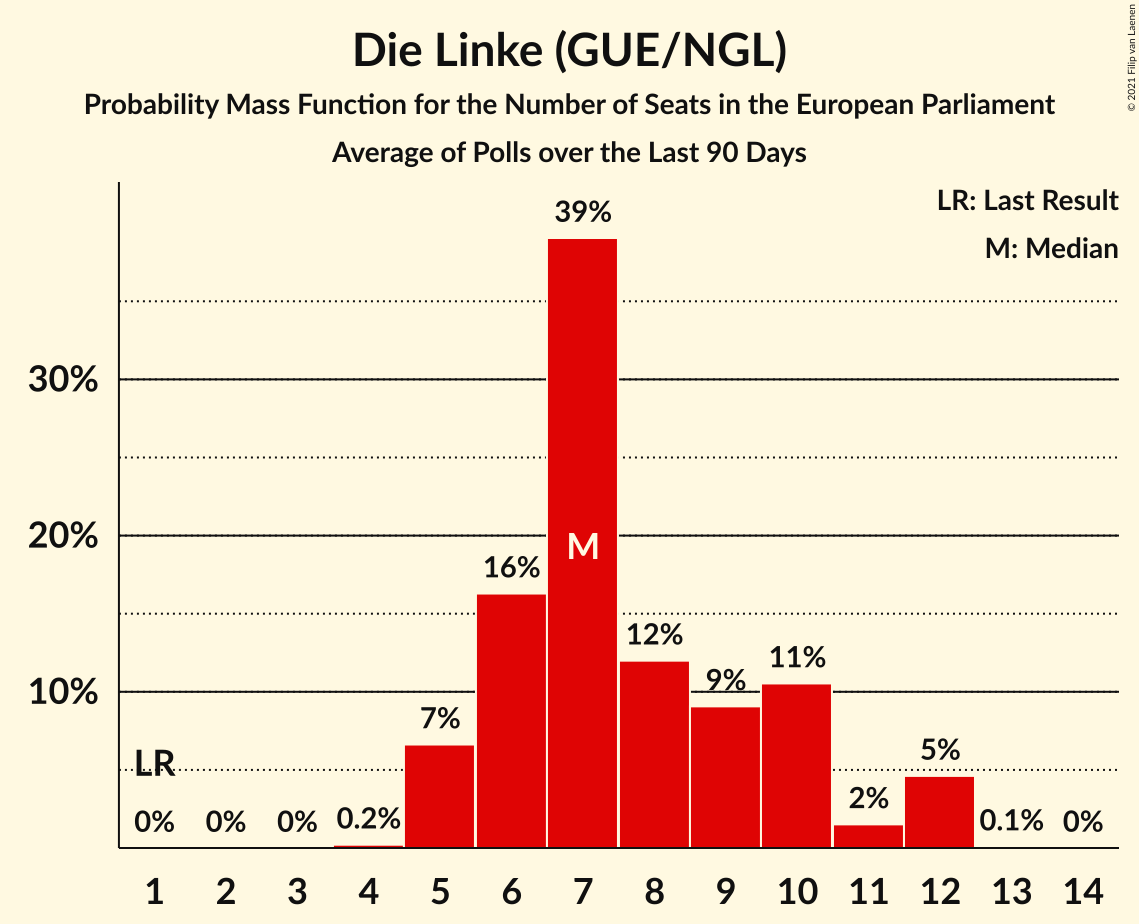 Die Linke (GUE/NGL)
Probability Mass Function for the Number of Seats in the European Parliament
Average of Polls over the Last 90 Days
© 2021 Filip van Laenen
LR: Last Result
M: Median
39%
30%
20%
M
16%
12%
11%
10%
9%
7%
LR
5%
2%
0% 0% 0% 0.2% 0.1% 0%
1 2 3 4 5 6 7 8 9 10 11 12 13 14